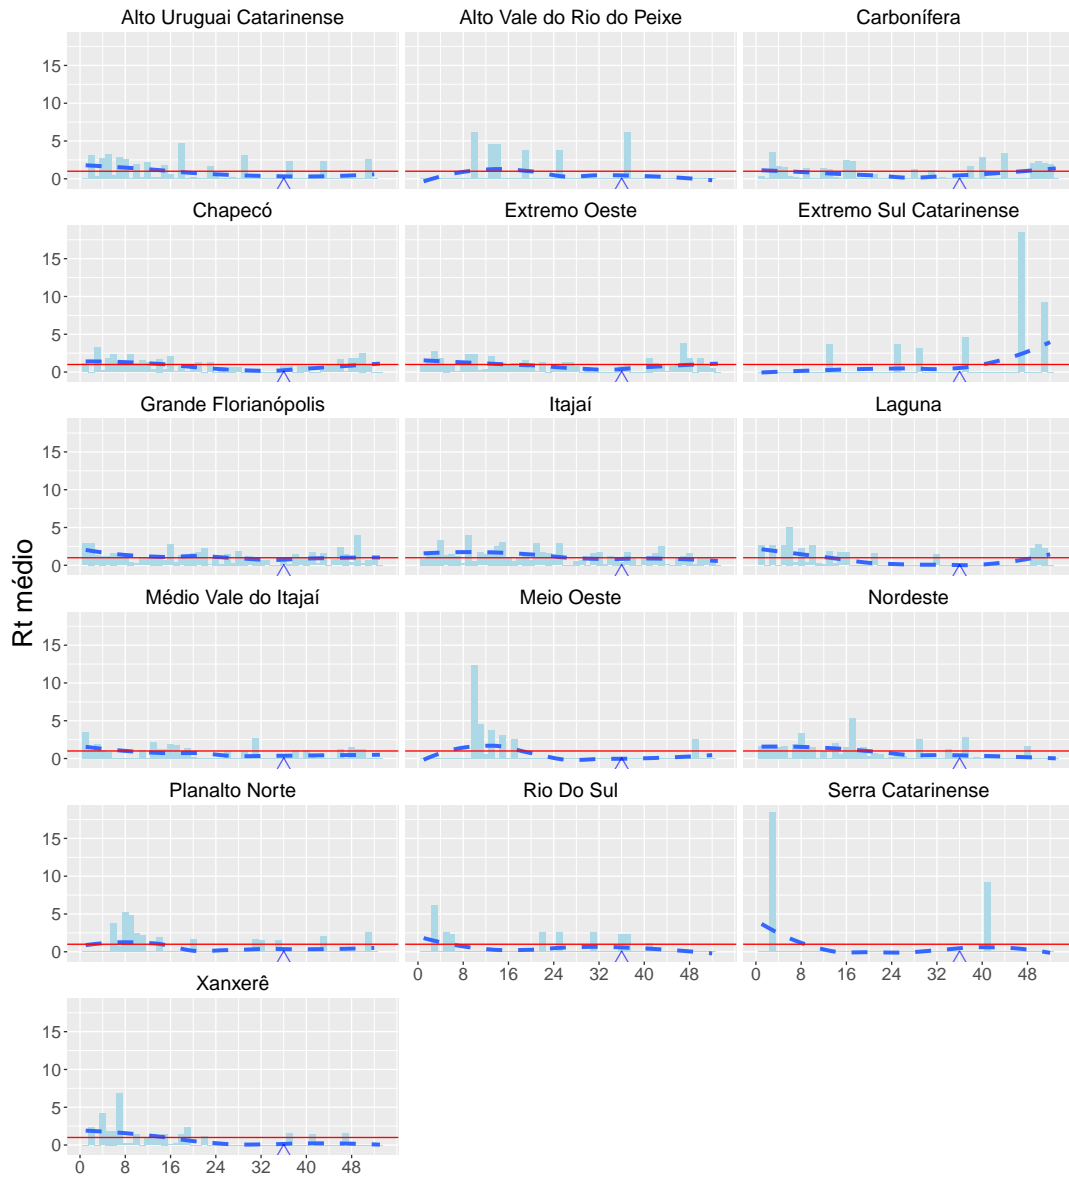 Alto Uruguai Catarinense Alto Vale do Rio do Peixe Carbonífera
15
10
5
0
Chapecó Extremo Oeste Extremo Sul Catarinense
15
10
5
0
Grande Florianópolis Itajaí Laguna
15
10
5
0
Rt médio
Médio Vale do Itajaí Meio Oeste Nordeste
15
10
5
0
Planalto Norte Rio Do Sul Serra Catarinense
15
10
5
0
0 8 16 24 32 40 48 0 8 16 24 32 40 48
Xanxerê
15
10
5
0
0 8 16 24 32 40 48